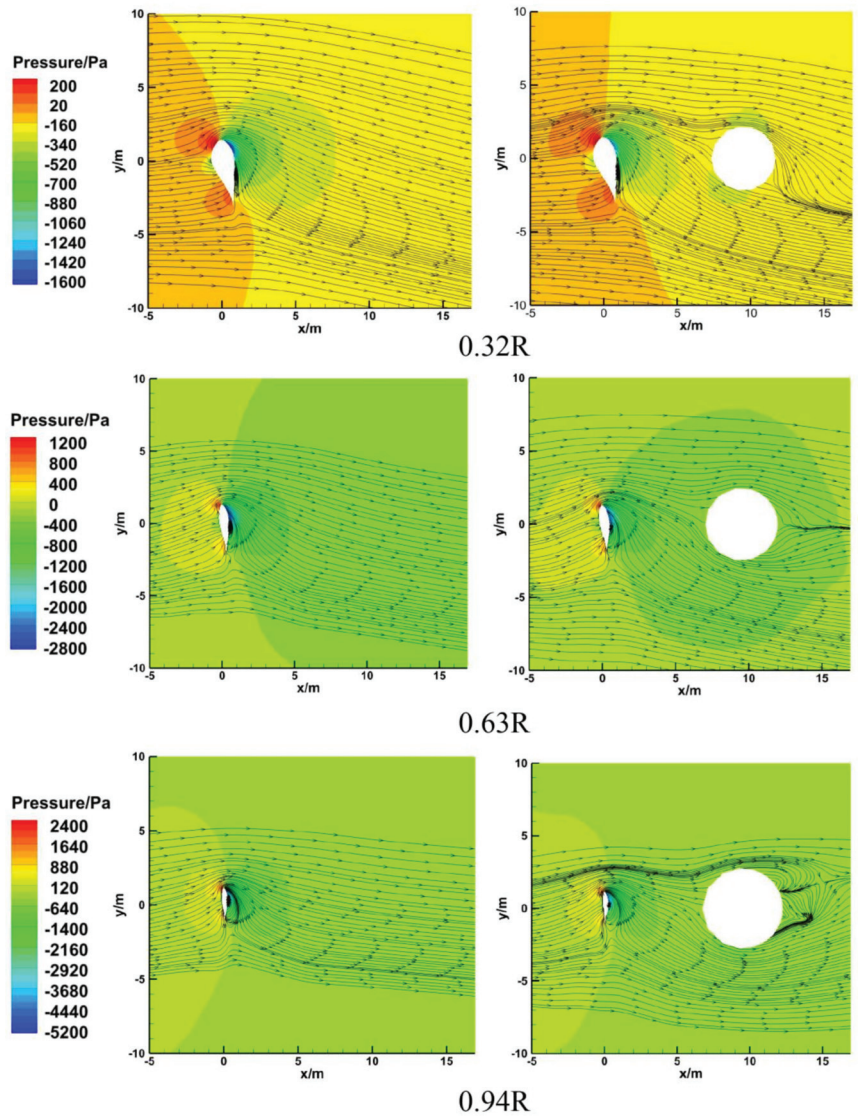 Pressure/Pa
200
20
-160
-340
-520
-700
-880
-1060
-1240
-1420
-1600
y/m
10
5
0
-5
-10
-5 0 5 10 15
x/m
y/m
10
5
0
-5
-10
-5 0 5 10 15
x/m
0.32R
Pressure/Pa
1200
800
400
0
-400
-800
-1200
-1600
-2000
-2400
-2800
y/m
10
5
0
-5
-10
-5 0 5 10 15
x/m
y/m
10
5
0
-5
-10
-5 0 5 10 15
x/m
0.63R
Pressure/Pa
2400
1640
880
120
-640
-1400
-2160
-2920
-3680
-4440
-5200
y/m
10
5
0
-5
-10
-5 0 5 10 15
x/m
y/m
10
5
0
-5
-10
-5 0 5 10 15
x/m
0.94R